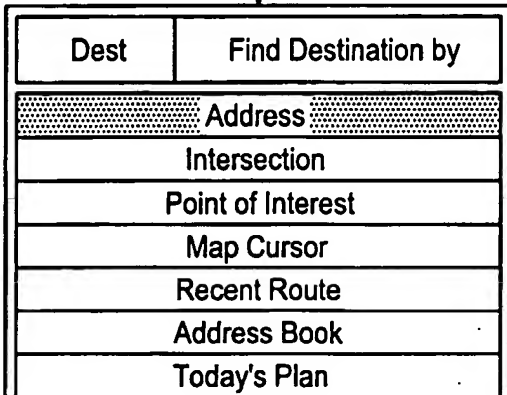 Dest Find Destination by
Address
Intersection
Point of Interest
Map Cursor
Recent Route
Address Book
Today's Plan